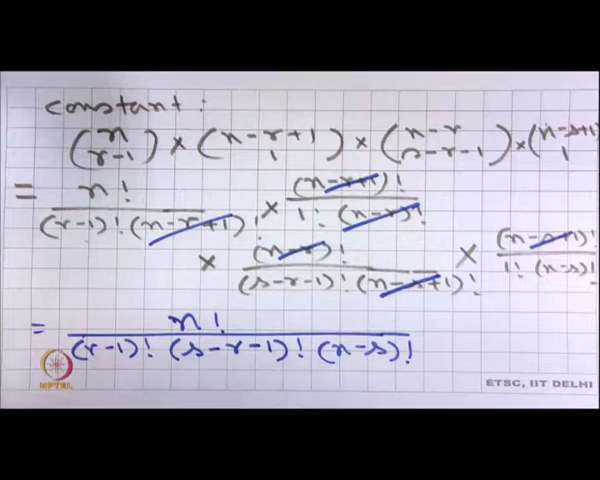 constant :
(n r-1) × (n-r+1 1) × (n-r s-r-1) × (n-s+1 1)
= n! / (r-1)! (n-r+1)! × (n-r+1)! / 1! (n-r)!
× (n-r)! / (s-r-1)! (n-s+1)! × (n-s+1)! / 1! (n-s)!
= n! / (r-1)! (s-r-1)! (n-s)!
NPTEL
ETSC, IIT DELHI